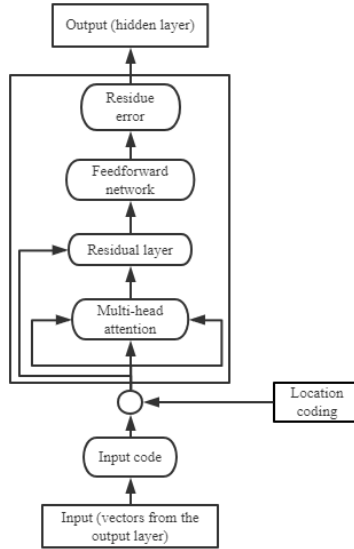 Output (hidden layer)
Residue
error
Feedforward
network
Residual layer
Multi-head
attention
Location
coding
Input code
Input (vectors from the
output layer)